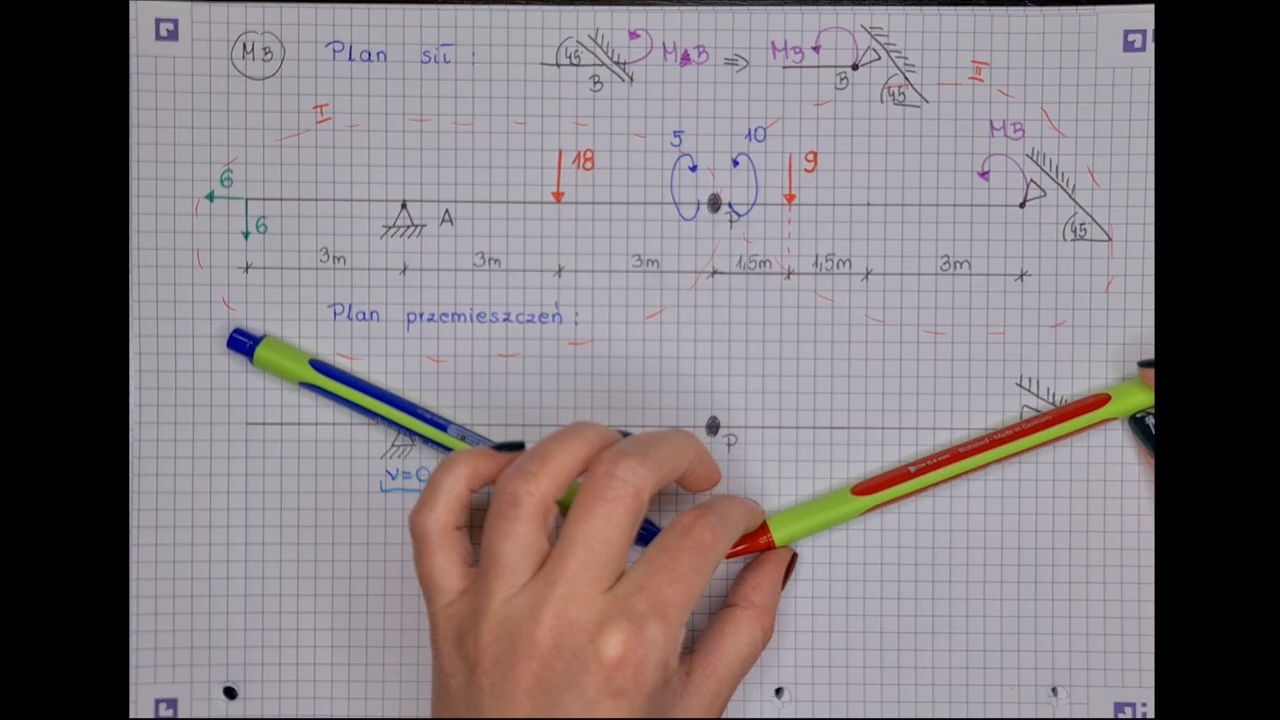 MB Plan sił : 45° B MAB ⇒ MB B 45° II
I
MB
6 6 18 5 10 9 P A 45
3m 3m 3m 1,5m 1,5m 3m
Plan przemieszczeń :
P
v=0